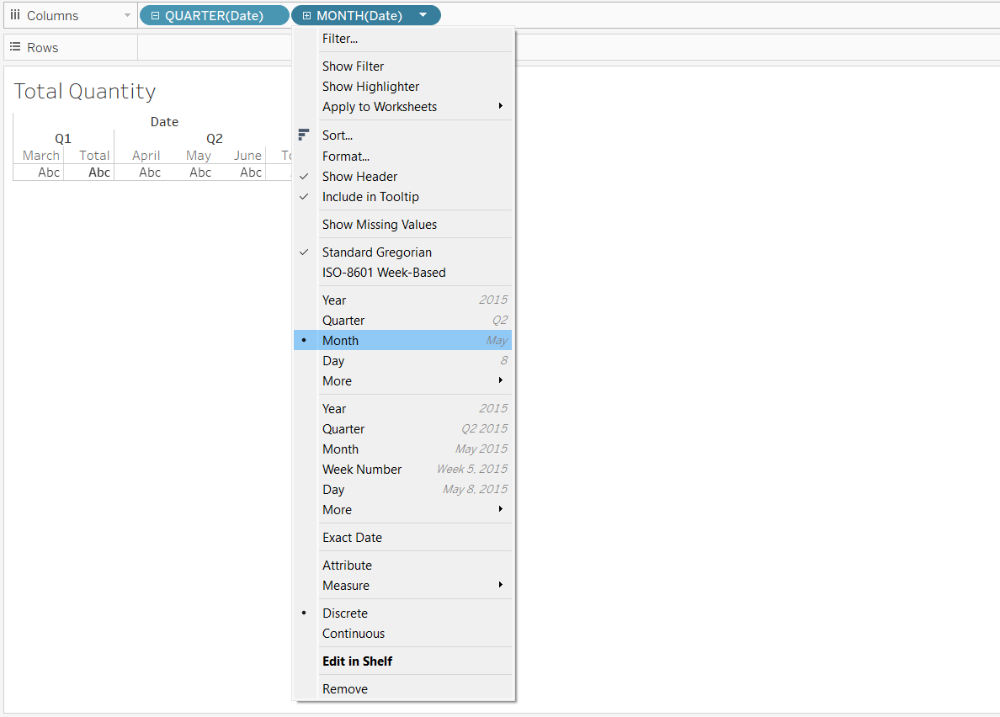 Columns
QUARTER(Date)
MONTH(Date)
Rows
Total Quantity
Date
Q1 Q2
March Total April May June To
Abc Abc Abc Abc Abc
Filter...
Show Filter
Show Highlighter
Apply to Worksheets
Sort...
Format...
Show Header
Include in Tooltip
Show Missing Values
Standard Gregorian
ISO-8601 Week-Based
Year 2015
Quarter Q2
Month May
Day 8
More
Year 2015
Quarter Q2 2015
Month May 2015
Week Number Week 5, 2015
Day May 8, 2015
More
Exact Date
Attribute
Measure
Discrete
Continuous
Edit in Shelf
Remove